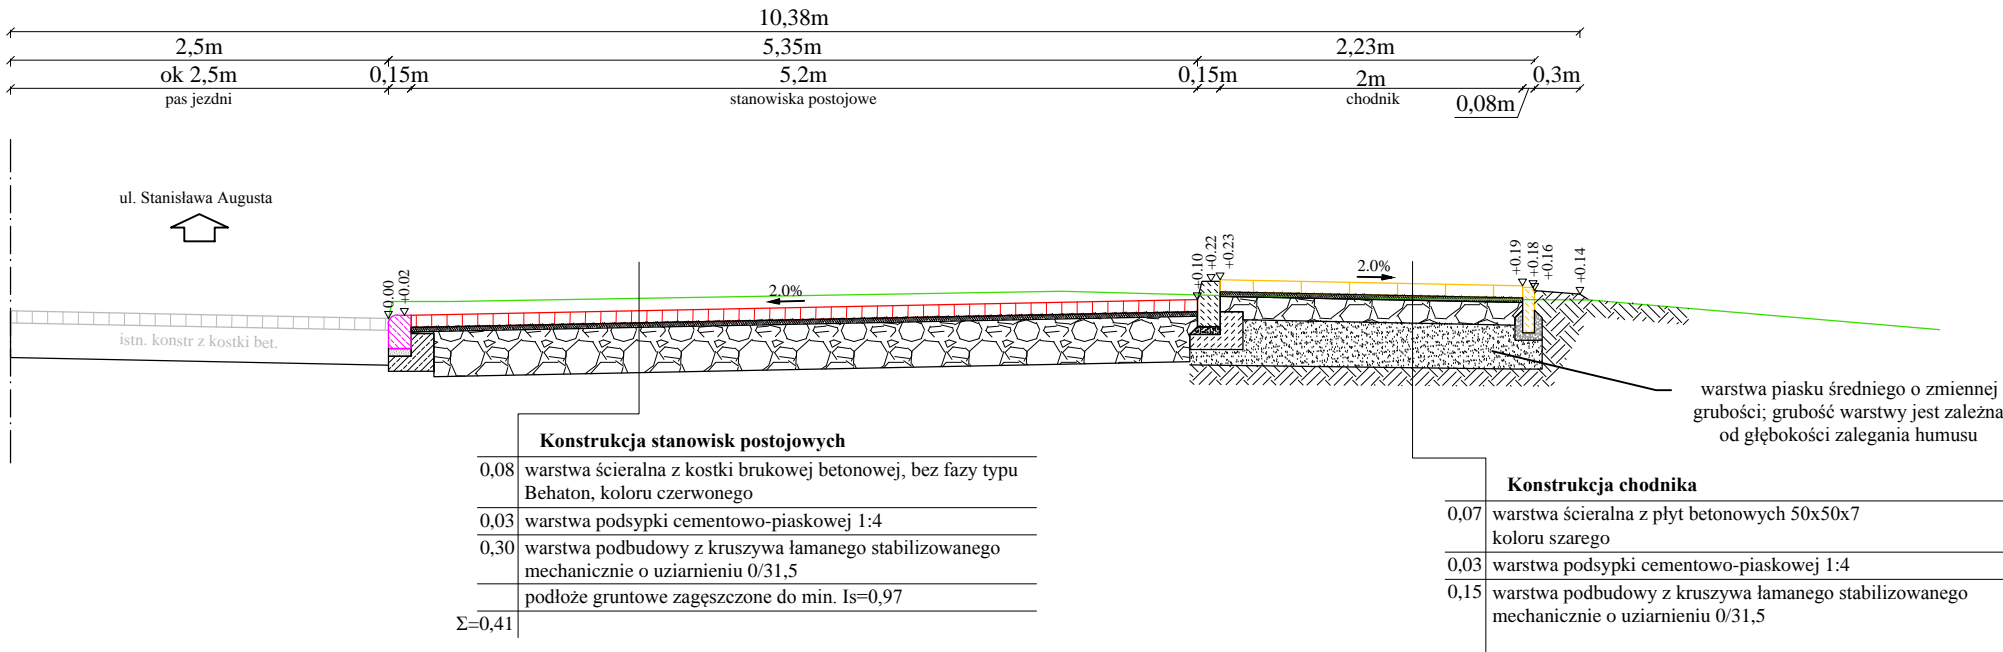 10,38m
2,5m 5,35m 2,23m
ok 2,5m 0,15m 5,2m 0,15m 2m 0,3m
pas jezdni stanowiska postojowe chodnik 0,08m
ul. Stanisława Augusta
+0.00 +0.02 2.0% +0.10 +0.22 +0.23 2.0% +0.19 +0.18 +0.16 +0.14
istn. konstr z kostki bet.
warstwa piasku średniego o zmiennej
grubości; grubość warstwy jest zależna
od głębokości zalegania humusu
Konstrukcja stanowisk postojowych
0,08 warstwa ścieralna z kostki brukowej betonowej, bez fazy typu
Behaton, koloru czerwonego
0,03 warstwa podsypki cementowo-piaskowej 1:4
0,30 warstwa podbudowy z kruszywa łamanego stabilizowanego
mechanicznie o uziarnieniu 0/31,5
podłoże gruntowe zagęszczone do min. Is=0,97
Σ=0,41
Konstrukcja chodnika
0,07 warstwa ścieralna z płyt betonowych 50x50x7
koloru szarego
0,03 warstwa podsypki cementowo-piaskowej 1:4
0,15 warstwa podbudowy z kruszywa łamanego stabilizowanego
mechanicznie o uziarnieniu 0/31,5